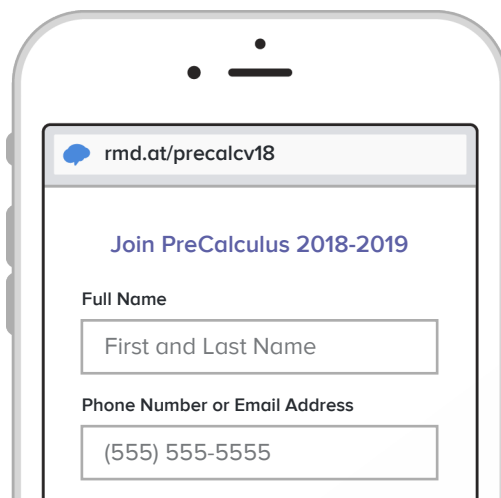 rmd.at/precalcv18
Join PreCalculus 2018-2019
Full Name
First and Last Name
Phone Number or Email Address
(555) 555-5555